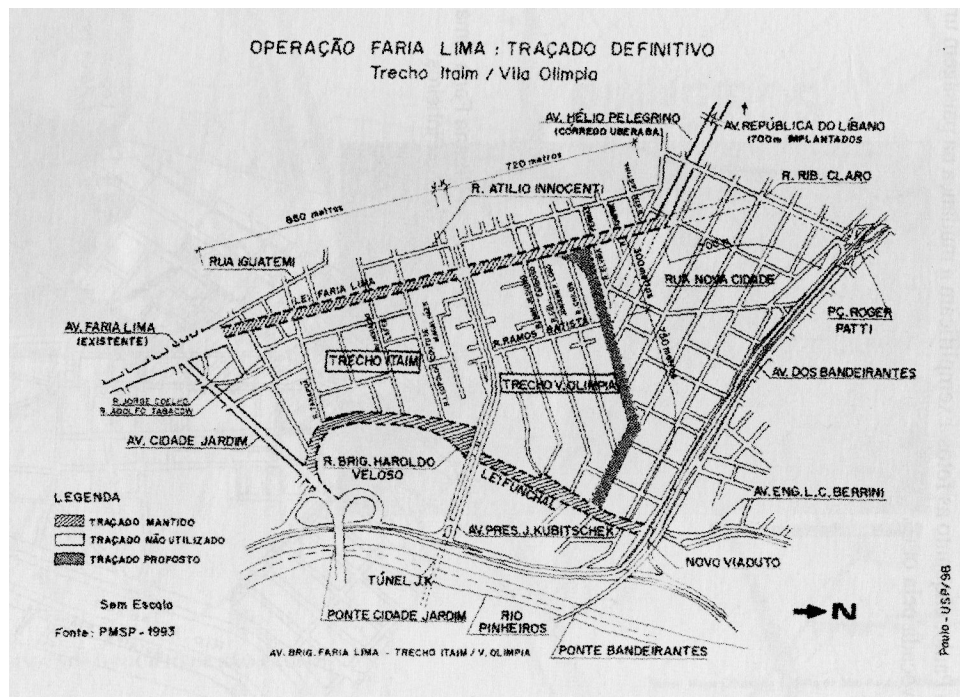 OPERAÇÃO FARIA LIMA : TRAÇADO DEFINITIVO
Trecho Itaim / Vila Olimpia
AV. HÉLIO PELEGRINO
(CÓRREGO UBERABA)
AV. REPÚBLICA DO LÍBANO
(700m IMPLANTADOS)
720 metros
R. ATILIO INNOCENTI
R. RIB. CLARO
RUA IGUATEMI
LEI FARIA LIMA
RUA NOVA CIDADE
AV. FARIA LIMA
(EXISTENTE)
PÇ. ROGER
PATTI
R. RAMOS BATISTA
TRECHO ITAIM
TRECHO V. OLIMPIA
AV. DOS BANDEIRANTES
R. JORGE COELHO
R. ADOLFO TABACOW
AV. CIDADE JARDIM
R. BRIG. HAROLDO
VELOSO
LEI FUNCHAL
LEGENDA
TRAÇADO MANTIDO
TRAÇADO NÃO UTILIZADO
TRAÇADO PROPOSTO
AV. ENG. L. C. BERRINI
AV. PRES. J. KUBITSCHEK
NOVO VIADUTO
TÚNEL J.K.
Sem Escala
PONTE CIDADE JARDIM
RIO
PINHEIROS
N
Fonte : PMSP - 1993
AV. BRIG. FARIA LIMA - TRECHO ITAIM / V. OLIMPIA
PONTE BANDEIRANTES
Paulo - USP/98